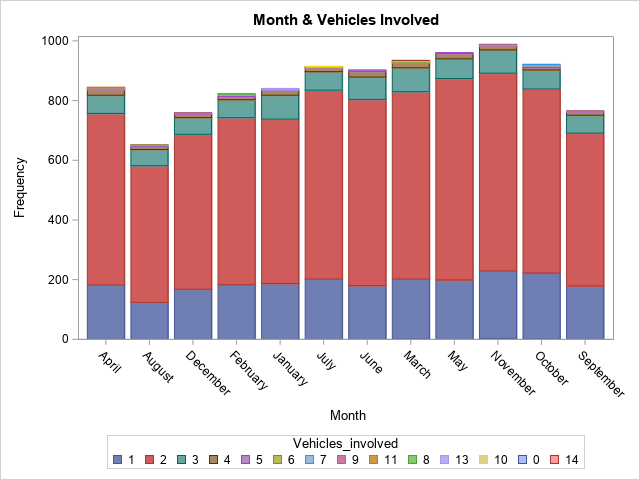 Month & Vehicles Involved
Frequency
1000
800
600
400
200
0
April
August
December
February
January
July
June
March
May
November
October
September
Month
Vehicles_involved
1 2 3 4 5 6 7 9 11 8 13 10 0 14